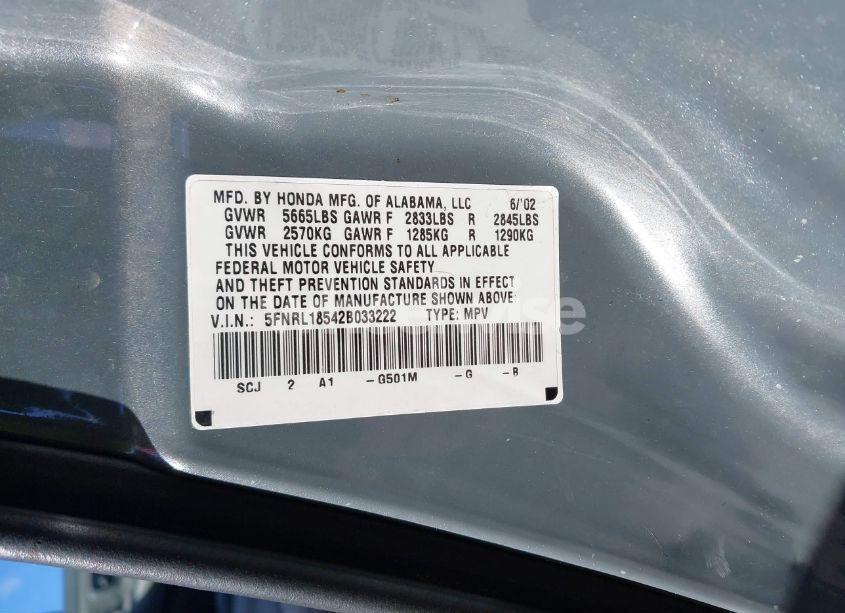 MFD. BY HONDA MFG. OF ALABAMA, LLC 6/'02
GVWR 5665LBS GAWR F 2833LBS R 2845LBS
GVWR 2570KG GAWR F 1285KG R 1290KG
THIS VEHICLE CONFORMS TO ALL APPLICABLE
FEDERAL MOTOR VEHICLE SAFETY
AND THEFT PREVENTION STANDARDS IN EFFECT
ON THE DATE OF MANUFACTURE SHOWN ABOVE
V.I.N.: 5FNRL18542B033222 TYPE: MPV
SCJ 2 A1 -G501M -G -B